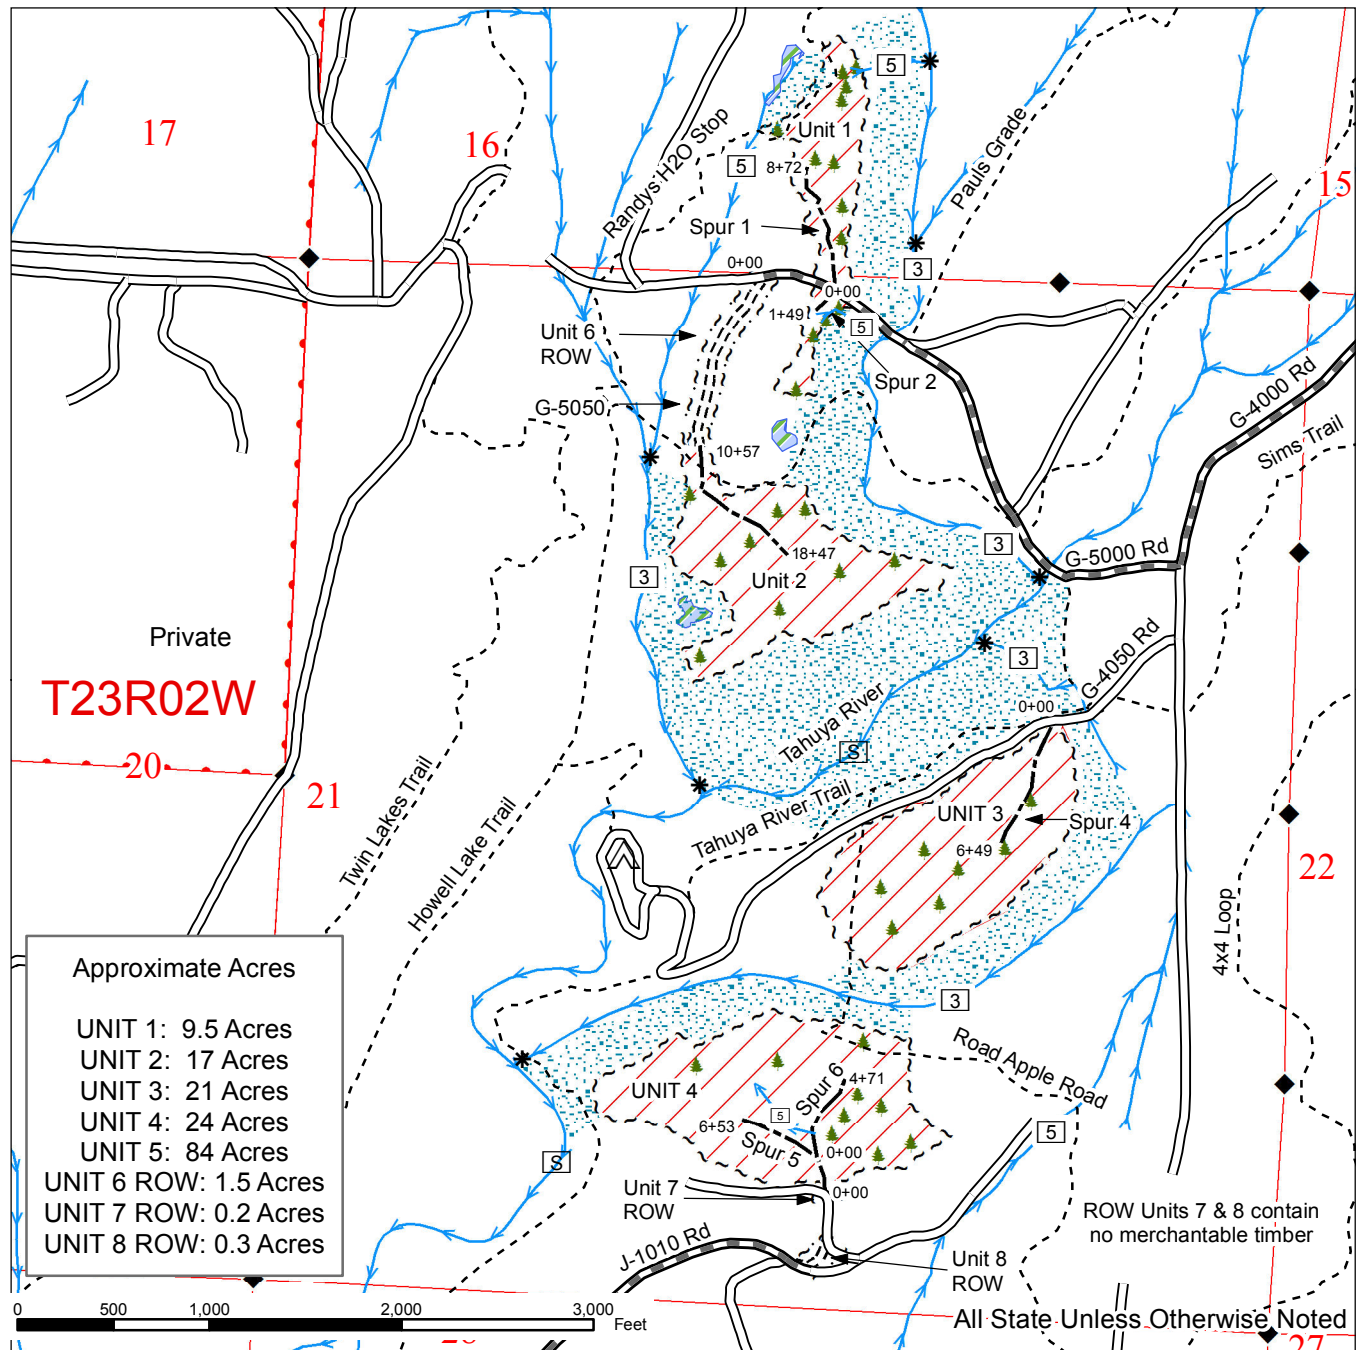 17
16
15
5
Unit 1
5
8+72
Randys H2O Stop
Pauls Grade
Spur 1
0+00
3
0+00
1+49
5
Unit 6
ROW
Spur 2
G-4000 Rd
G-5050
Sims Trail
10+57
3
G-5000 Rd
18+47
3
Unit 2
Private
3
G-4050 Rd
T23R02W
Tahuya River
0+00
S
20
21
Twin Lakes Trail
Tahuya River Trail
UNIT 3
Spur 4
6+49
22
Howell Lake Trail
4x4 Loop
3
Road Apple Road
Approximate Acres
UNIT 1: 9.5 Acres
UNIT 2: 17 Acres
UNIT 3: 21 Acres
UNIT 4: 24 Acres
UNIT 5: 84 Acres
UNIT 6 ROW: 1.5 Acres
UNIT 7 ROW: 0.2 Acres
UNIT 8 ROW: 0.3 Acres
UNIT 4
Spur 6
4+71
5
6+53
Spur 5
0+00
5
S
0+00
Unit 7
ROW
ROW Units 7 & 8 contain
no merchantable timber
J-1010 Rd
Unit 8
ROW
0 500 1,000 2,000 3,000
Feet
All State Unless Otherwise Noted
27